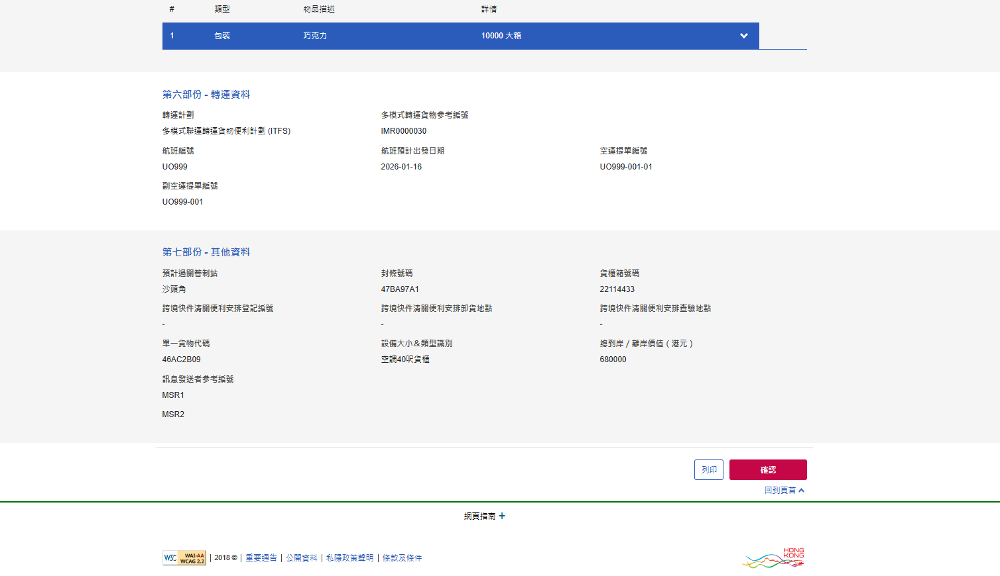 # 類型 物品描述 詳情
1 包裝 巧克力 10000 大箱
第六部份 - 轉運資料
轉運計劃 多模式轉運貨物參考編號
多模式聯運轉運貨物便利計劃 (ITFS) IMR0000030
航班編號 航班預計出發日期 空運提單編號
UO999 2026-01-16 UO999-001-01
副空運提單編號
UO999-001
第七部份 - 其他資料
預計過關管制站 封條號碼 貨櫃箱號碼
沙頭角 47BA97A1 22114433
跨境快件清關便利安排登記編號 跨境快件清關便利安排卸貨地點 跨境快件清關便利安排查驗地點
- - -
單一貨物代碼 設備大小&類型識別 總到岸 / 離岸價值 ( 港元 )
46AC2B09 空調40呎貨櫃 680000
訊息發送者參考編號
MSR1
MSR2
列印 確認
回到頁首
網頁指南 +
W3C WAI-AA WCAG 2.2 | 2018 © | 重要通告 | 公開資料 | 私隱政策聲明 | 條款及條件
HONG KONG